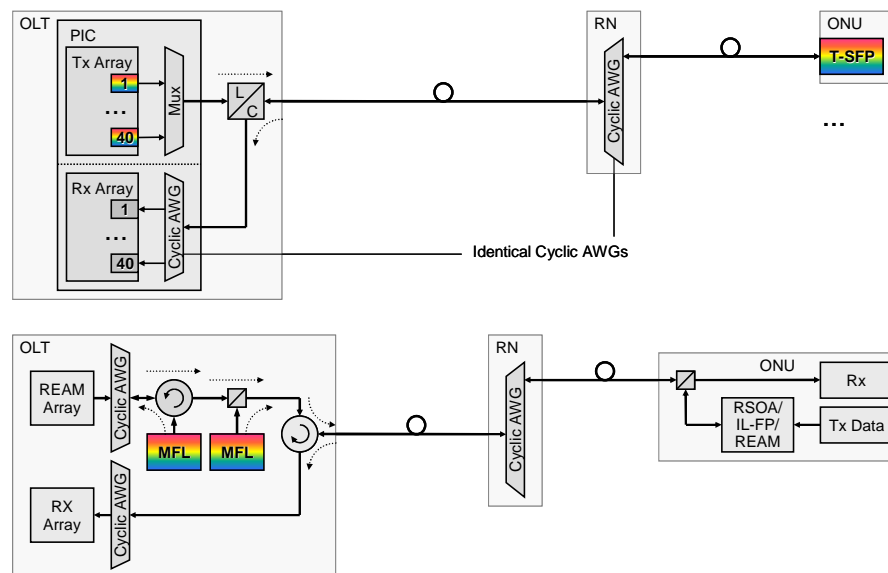 OLT
PIC
Tx Array
1
...
40
Mux
L
C
Rx Array
1
...
40
Cyclic AWG
RN
Cyclic AWG
ONU
T-SFP
...
Identical Cyclic AWGs
OLT
REAM
Array
Cyclic AWG
MFL
MFL
RX
Array
Cyclic AWG
RN
Cyclic AWG
ONU
Rx
RSOA/
IL-FP/
REAM
Tx Data